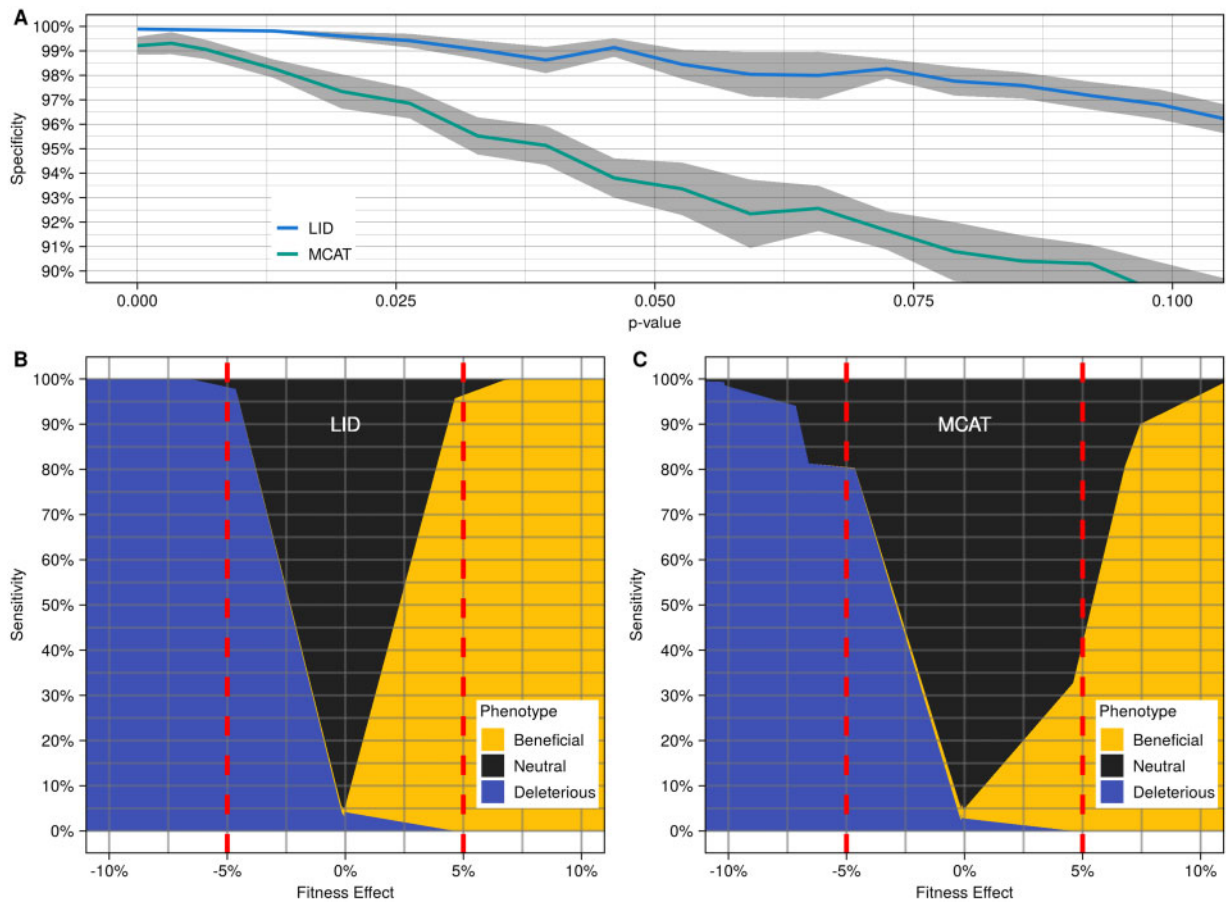 A
100%
99%
98%
97%
96%
95%
94%
93%
92%
91%
90%
Specificity
LID
MCAT
0.000 0.025 0.050 0.075 0.100
p-value
B
100%
90%
80%
70%
60%
50%
40%
30%
20%
10%
0%
Sensitivity
LID
Phenotype
Beneficial
Neutral
Deleterious
-10% -5% 0% 5% 10%
Fitness Effect
C
100%
90%
80%
70%
60%
50%
40%
30%
20%
10%
0%
Sensitivity
MCAT
Phenotype
Beneficial
Neutral
Deleterious
-10% -5% 0% 5% 10%
Fitness Effect